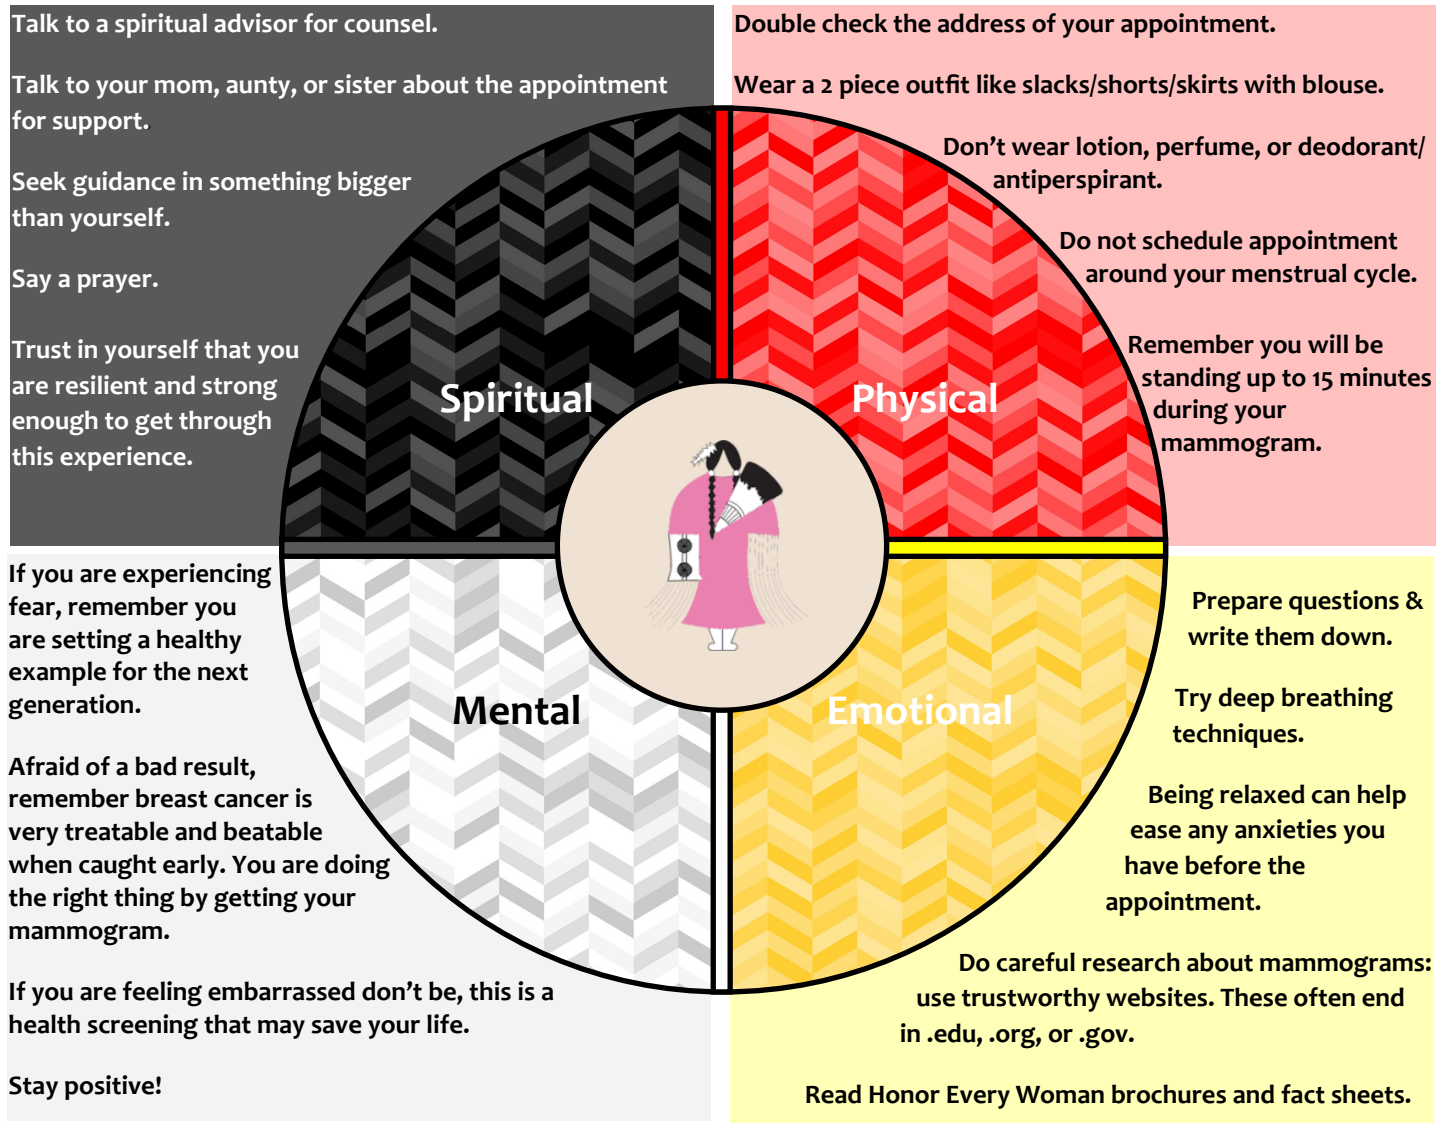 Talk to a spiritual advisor for counsel.
Talk to your mom, aunty, or sister about the appointment
for support.
Seek guidance in something bigger
than yourself.
Say a prayer.
Trust in yourself that you
are resilient and strong
enough to get through
this experience.
Spiritual
Double check the address of your appointment.
Wear a 2 piece outfit like slacks/shorts/skirts with blouse.
Don’t wear lotion, perfume, or deodorant/
antiperspirant.
Do not schedule appointment
around your menstrual cycle.
Remember you will be
standing up to 15 minutes
during your
mammogram.
Physical
If you are experiencing
fear, remember you
are setting a healthy
example for the next
generation.
Afraid of a bad result,
remember breast cancer is
very treatable and beatable
when caught early. You are doing
the right thing by getting your
mammogram.
If you are feeling embarrassed don’t be, this is a
health screening that may save your life.
Stay positive!
Mental
Emotional
Prepare questions &
write them down.
Try deep breathing
techniques.
Being relaxed can help
ease any anxieties you
have before the
appointment.
Do careful research about mammograms:
use trustworthy websites. These often end
in .edu, .org, or .gov.
Read Honor Every Woman brochures and fact sheets.